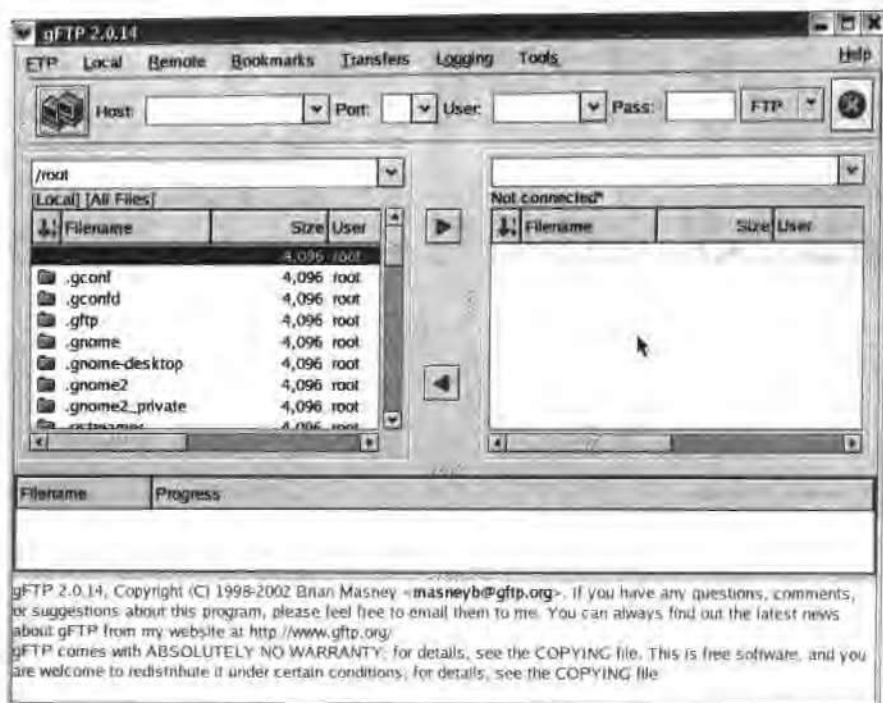 gFTP 2.0.14
FTP Local Remote Bookmarks Transfers Logging Tools Help
Host: Port: User: Pass: FTP
/root
[Local] [All Files]
Filename Size User
4,096 root
.gconf 4,096 root
.gconfd 4,096 root
.gftp 4,096 root
.gnome 4,096 root
.gnome-desktop 4,096 root
.gnome2 4,096 root
.gnome2_private 4,096 root
4,096 root
Not connected*
Filename Size User
Filename Progress
gFTP 2.0.14, Copyright (C) 1998-2002 Brian Masney <masneyb@gftp.org>. If you have any questions, comments,
or suggestions about this program, please feel free to email them to me. You can always find out the latest news
about gFTP from my website at http://www.gftp.org/
gFTP comes with ABSOLUTELY NO WARRANTY; for details, see the COPYING file. This is free software, and you
are welcome to redistribute it under certain conditions; for details, see the COPYING file